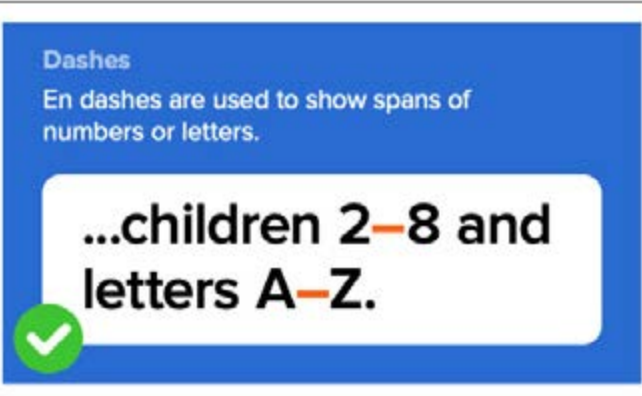 Dashes
En dashes are used to show spans of
numbers or letters.
...children 2–8 and
letters A–Z.